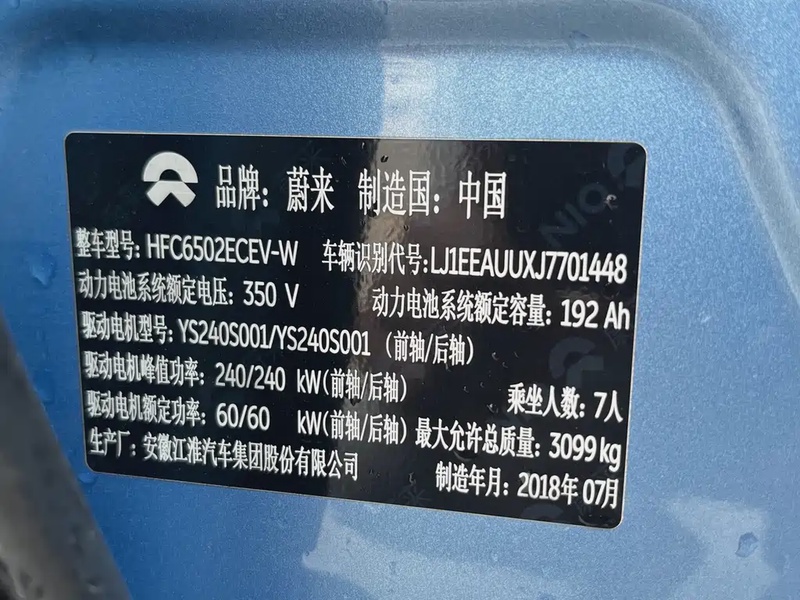 品牌：蔚来 制造国：中国
整车型号：HFC6502ECEV-W 车辆识别代号：LJ1EEAUUXJ7701448
动力电池系统额定电压：350 V 动力电池系统额定容量：192 Ah
驱动电机型号：YS240S001/YS240S001 (前轴/后轴)
驱动电机峰值功率：240/240 kW(前轴/后轴) 乘坐人数：7人
驱动电机额定功率：60/60 kW(前轴/后轴) 最大允许总质量：3099kg
生产厂：安徽江淮汽车集团股份有限公司 制造年月：2018年07月
NIO